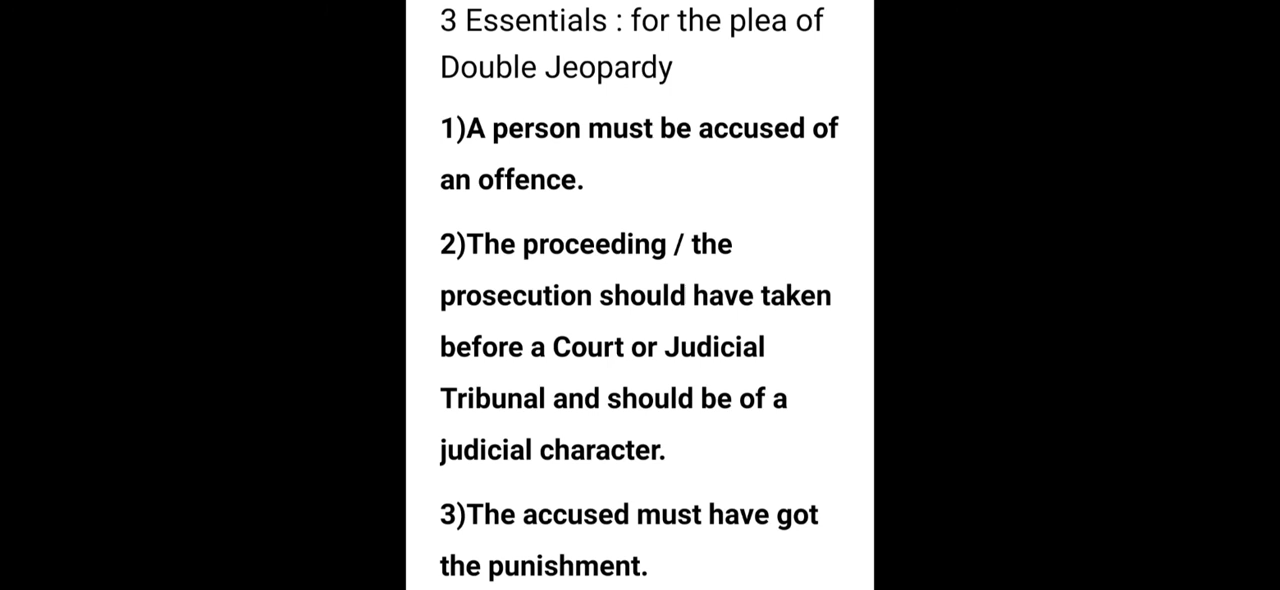 3 Essentials : for the plea of
Double Jeopardy
1)A person must be accused of
an offence.
2)The proceeding / the
prosecution should have taken
before a Court or Judicial
Tribunal and should be of a
judicial character.
3)The accused must have got
the punishment.